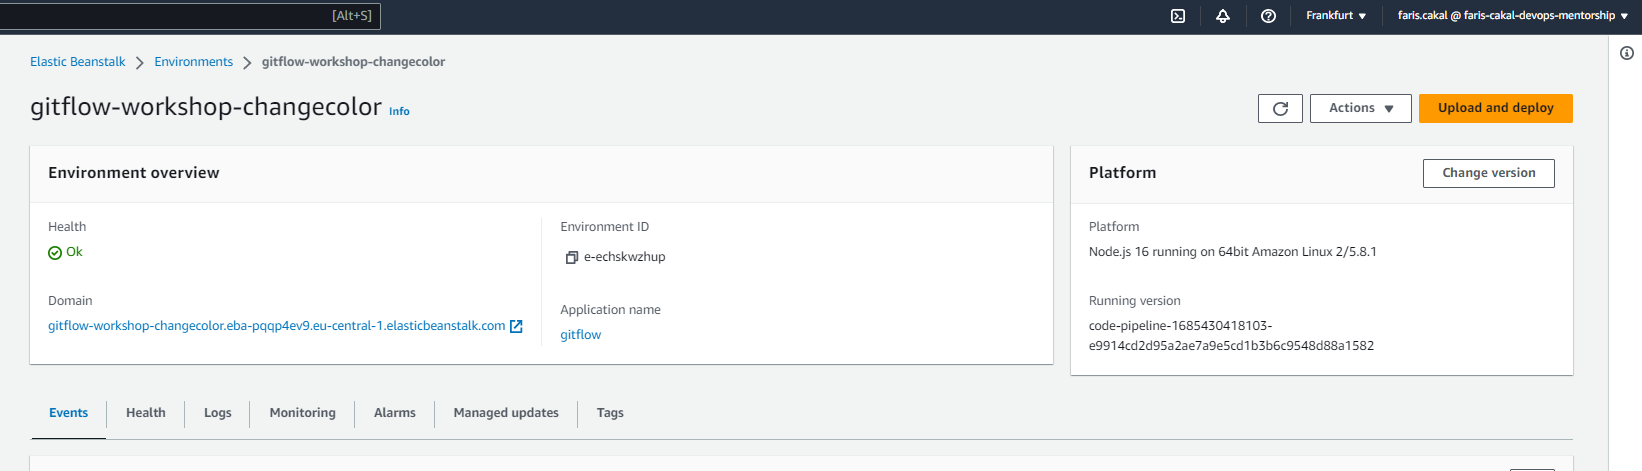 [Alt+S]
Frankfurt
faris.cakal @ faris-cakal-devops-mentorship
Elastic Beanstalk
Environments
gitflow-workshop-changecolor
gitflow-workshop-changecolor
Info
Actions
Upload and deploy
Environment overview
Health
Ok
Domain
gitflow-workshop-changecolor.eba-pqqp4ev9.eu-central-1.elasticbeanstalk.com
Environment ID
e-echskwzhup
Application name
gitflow
Platform
Change version
Platform
Node.js 16 running on 64bit Amazon Linux 2/5.8.1
Running version
code-pipeline-1685430418103-
e9914cd2d95a2ae7a9e5cd1b3b6c9548d88a1582
Events
Health
Logs
Monitoring
Alarms
Managed updates
Tags